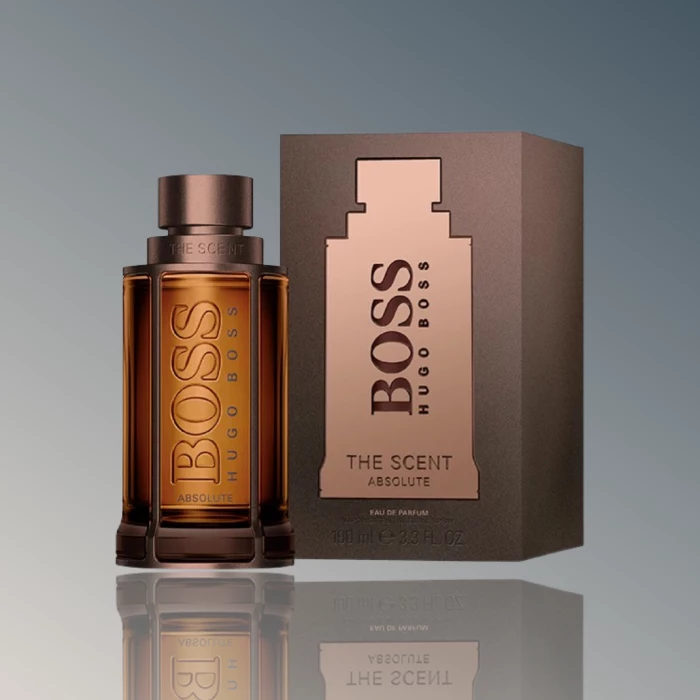 THE SCENT
BOSS
HUGO BOSS
ABSOLUTE
BOSS
HUGO BOSS
THE SCENT
ABSOLUTE
EAU DE PARFUM
100 ml e 3.3 FL. OZ.